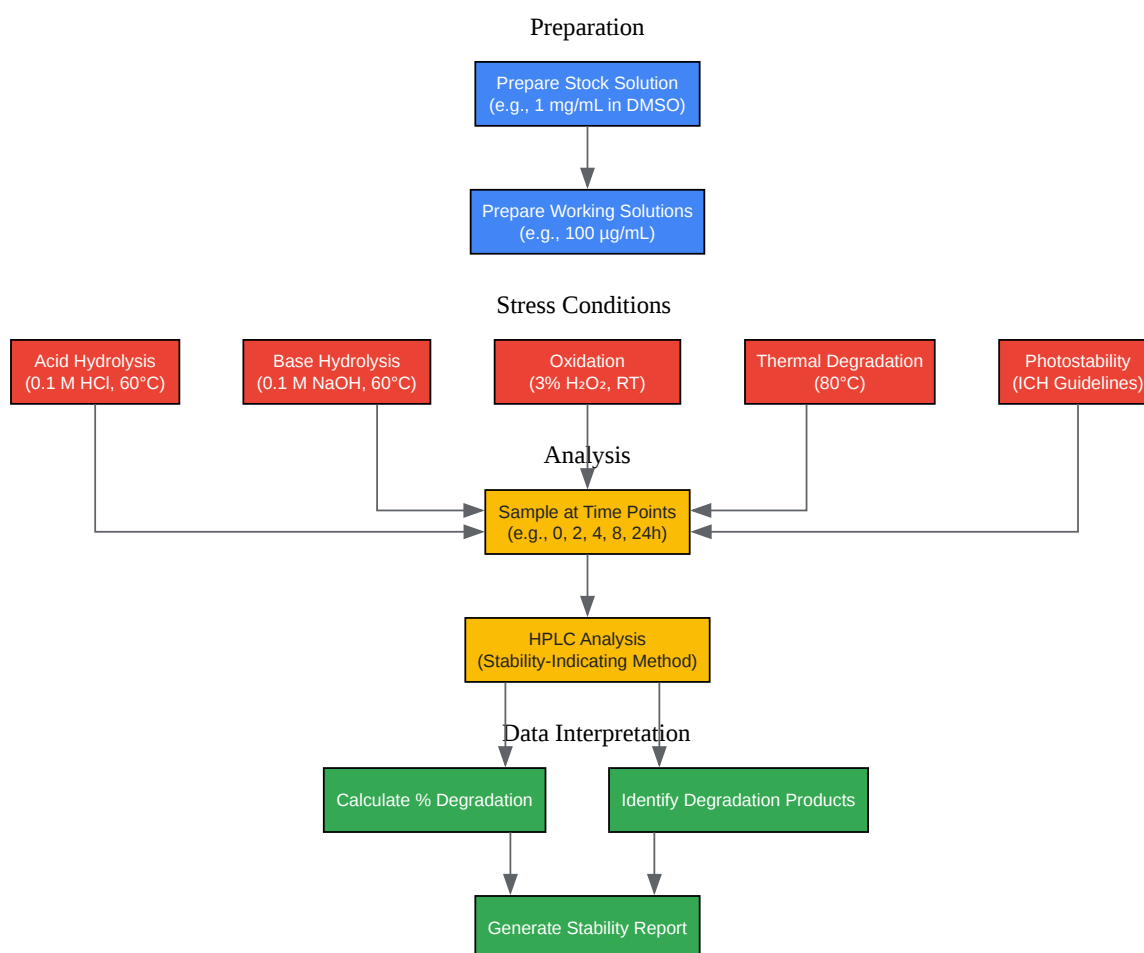 Preparation
Prepare Stock Solution
(e.g., 1 mg/mL in DMSO)
Prepare Working Solutions
(e.g., 100 µg/mL)
Stress Conditions
Acid Hydrolysis
(0.1 M HCl, 60°C)
Base Hydrolysis
(0.1 M NaOH, 60°C)
Oxidation
(3% H₂O₂, RT)
Thermal Degradation
(80°C)
Photostability
(ICH Guidelines)
Analysis
Sample at Time Points
(e.g., 0, 2, 4, 8, 24h)
HPLC Analysis
(Stability-Indicating Method)
Data Interpretation
Calculate % Degradation
Identify Degradation Products
Generate Stability Report